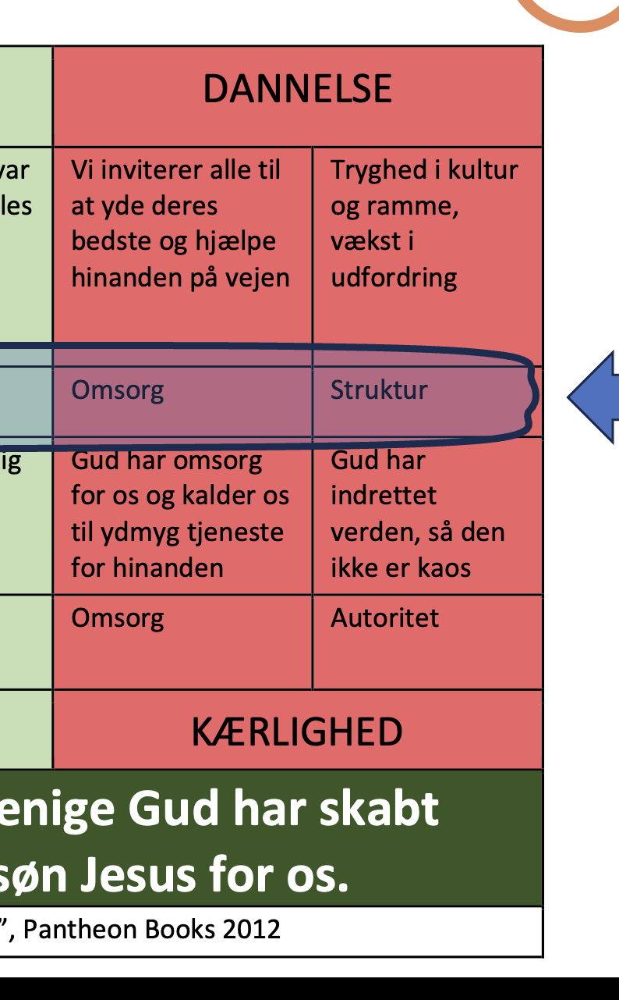 DANNELSE
var
les
Vi inviterer alle til
at yde deres
bedste og hjælpe
hinanden på vejen
Tryghed i kultur
og ramme,
vækst i
udfordring
Omsorg
Struktur
ig
Gud har omsorg
for os og kalder os
til ydmyg tjeneste
for hinanden
Gud har
indrettet
verden, så den
ikke er kaos
Omsorg
Autoritet
KÆRLIGHED
enige Gud har skabt
søn Jesus for os.
”, Pantheon Books 2012